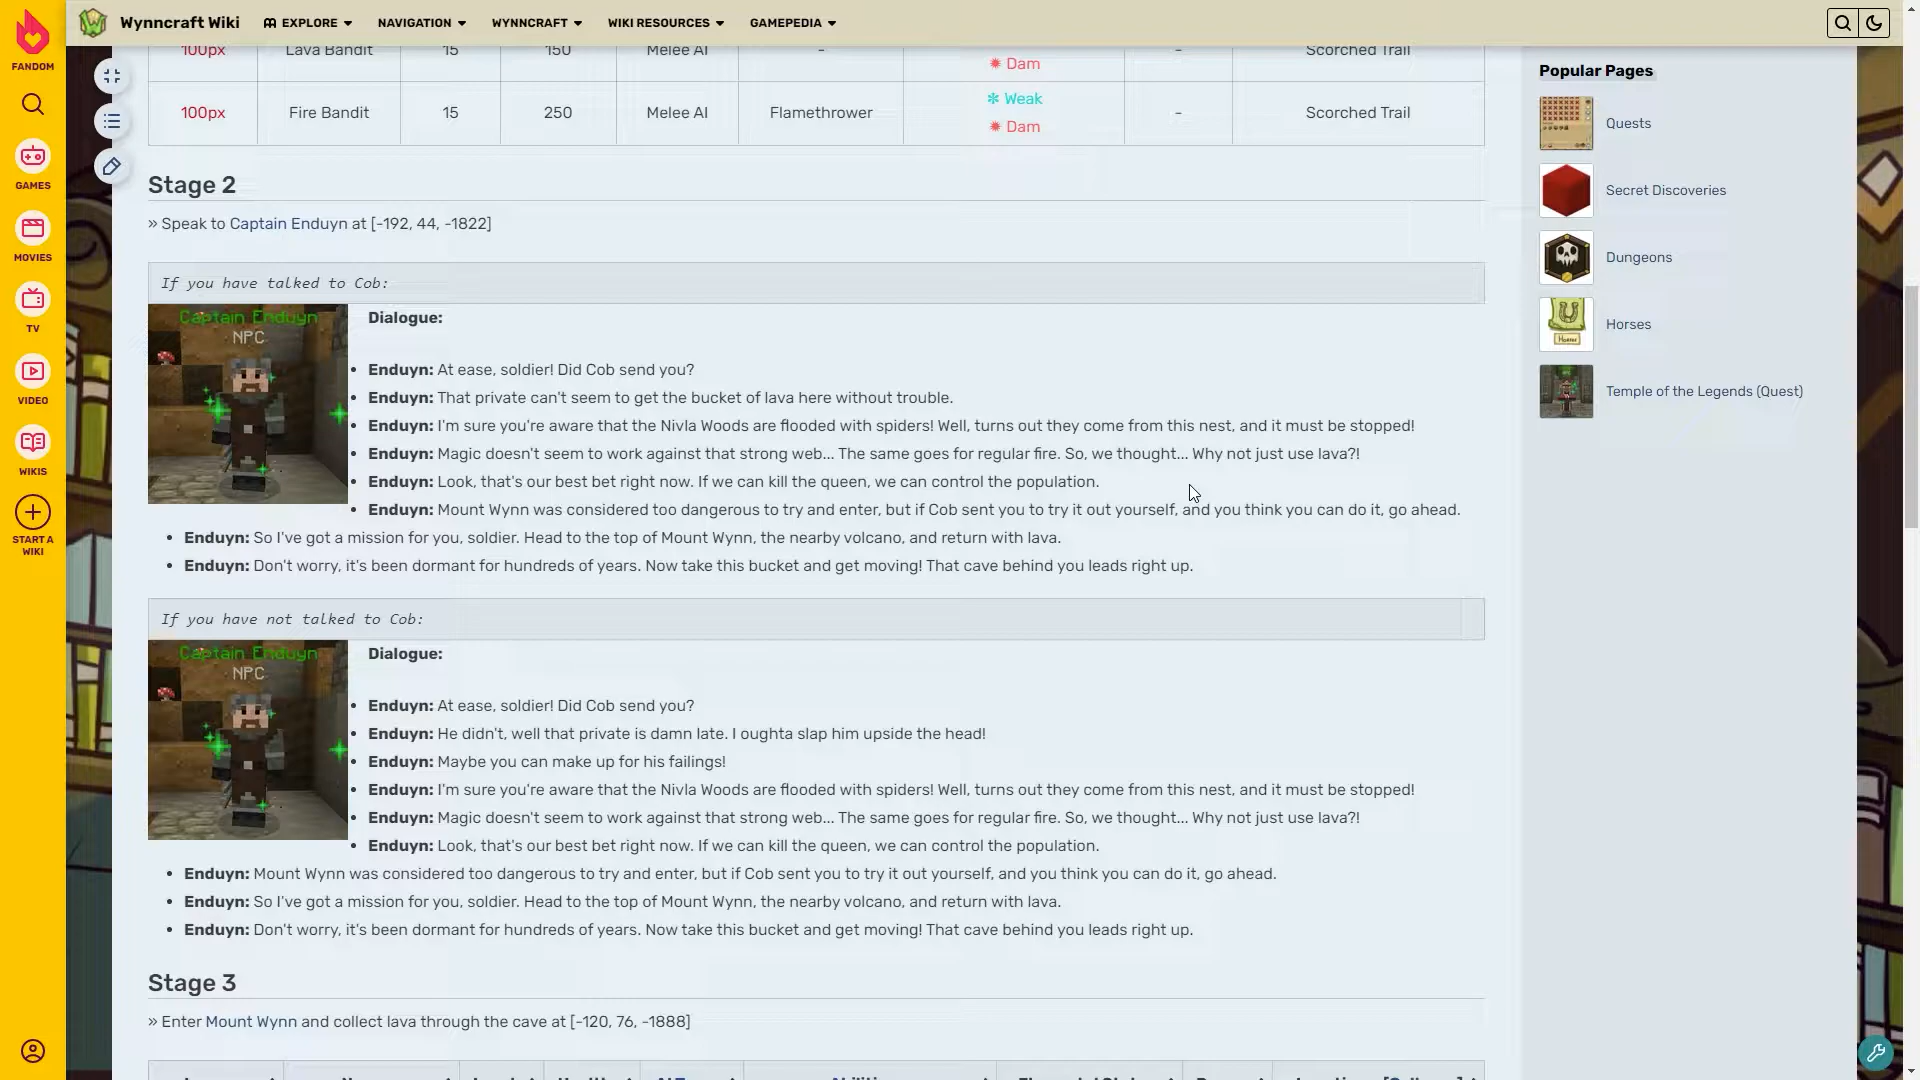 Wynncraft Wiki
EXPLORE
NAVIGATION
WYNNCRAFT
WIKI RESOURCES
GAMEPEDIA
FANDOM
GAMES
MOVIES
TV
VIDEO
WIKIS
START A
WIKI
100px Lava Bandit 15 150 Melee AI - Dam - Scorched Trail
100px Fire Bandit 15 250 Melee AI Flamethrower Weak - Scorched Trail
Dam
Stage 2
» Speak to Captain Enduyn at [-192, 44, -1822]
If you have talked to Cob:
Captain Enduyn
NPC
Dialogue:
• Enduyn: At ease, soldier! Did Cob send you?
• Enduyn: That private can't seem to get the bucket of lava here without trouble.
• Enduyn: I'm sure you're aware that the Nivla Woods are flooded with spiders! Well, turns out they come from this nest, and it must be stopped!
• Enduyn: Magic doesn't seem to work against that strong web... The same goes for regular fire. So, we thought... Why not just use lava?!
• Enduyn: Look, that's our best bet right now. If we can kill the queen, we can control the population.
• Enduyn: Mount Wynn was considered too dangerous to try and enter, but if Cob sent you to try it out yourself, and you think you can do it, go ahead.
• Enduyn: So I've got a mission for you, soldier. Head to the top of Mount Wynn, the nearby volcano, and return with lava.
• Enduyn: Don't worry, it's been dormant for hundreds of years. Now take this bucket and get moving! That cave behind you leads right up.
If you have not talked to Cob:
Captain Enduyn
NPC
Dialogue:
• Enduyn: At ease, soldier! Did Cob send you?
• Enduyn: He didn't, well that private is damn late. I oughta slap him upside the head!
• Enduyn: Maybe you can make up for his failings!
• Enduyn: I'm sure you're aware that the Nivla Woods are flooded with spiders! Well, turns out they come from this nest, and it must be stopped!
• Enduyn: Magic doesn't seem to work against that strong web... The same goes for regular fire. So, we thought... Why not just use lava?!
• Enduyn: Look, that's our best bet right now. If we can kill the queen, we can control the population.
• Enduyn: Mount Wynn was considered too dangerous to try and enter, but if Cob sent you to try it out yourself, and you think you can do it, go ahead.
• Enduyn: So I've got a mission for you, soldier. Head to the top of Mount Wynn, the nearby volcano, and return with lava.
• Enduyn: Don't worry, it's been dormant for hundreds of years. Now take this bucket and get moving! That cave behind you leads right up.
Stage 3
» Enter Mount Wynn and collect lava through the cave at [-120, 76, -1888]
Popular Pages
Quests
Secret Discoveries
Dungeons
Horses
Temple of the Legends (Quest)